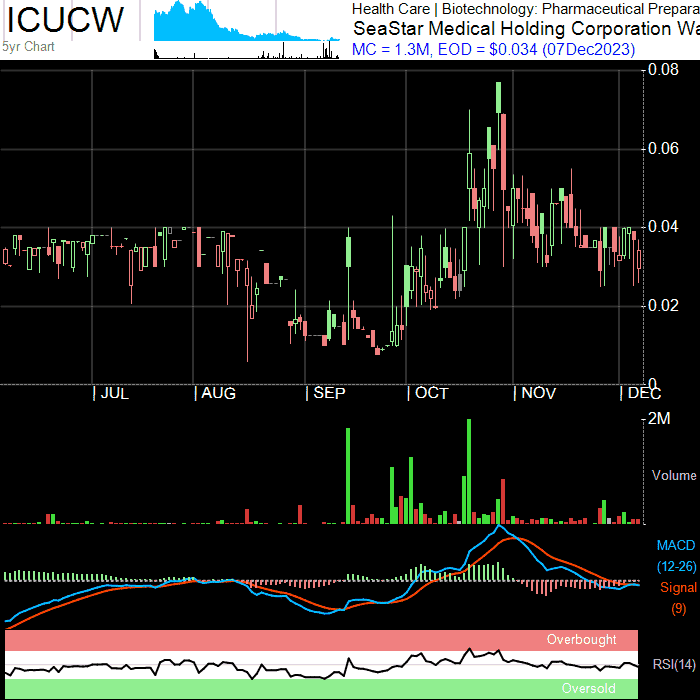 ICUCW
5yr Chart
Health Care | Biotechnology: Pharmaceutical Prepara
SeaStar Medical Holding Corporation Wa
MC = 1.3M, EOD = $0.034 (07Dec2023)
0.08
0.06
0.04
0.02
0
JUL
AUG
SEP
OCT
NOV
DEC
2M
Volume
MACD
(12-26)
Signal
(9)
Overbought
RSI(14)
Oversold